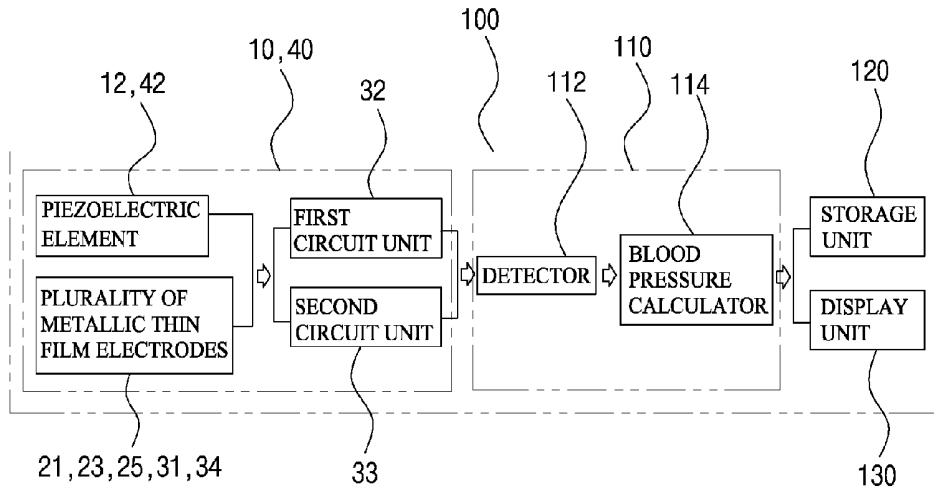 100
10,40
110
12,42
32
112
114
120
PIEZOELECTRIC
ELEMENT
FIRST
CIRCUIT UNIT
STORAGE
UNIT
DETECTOR
BLOOD
PRESSURE
CALCULATOR
PLURALITY OF
METALLIC THIN
FILM ELECTRODES
SECOND
CIRCUIT UNIT
DISPLAY
UNIT
21,23,25,31,34
33
130